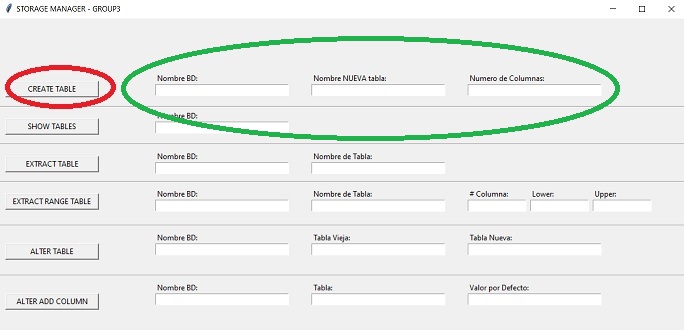 STORAGE MANAGER - GROUP3
Nombre BD: Nombre NUEVA tabla: Numero de Columnas:
CREATE TABLE
Nombre BD:
SHOW TABLES
Nombre BD: Nombre de Tabla:
EXTRACT TABLE
Nombre BD: Nombre de Tabla: # Columna: Lower: Upper:
EXTRACT RANGE TABLE
Nombre BD: Tabla Vieja: Tabla Nueva:
ALTER TABLE
Nombre BD: Tabla: Valor por Defecto:
ALTER ADD COLUMN